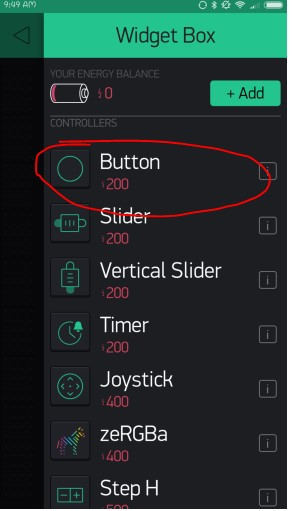 9:49 AM
Widget Box
YOUR ENERGY BALANCE
0
+ Add
CONTROLLERS
Button
200
i
Slider
200
i
Vertical Slider
200
i
Timer
200
i
Joystick
400
i
zeRGBa
400
i
Step H
500
i